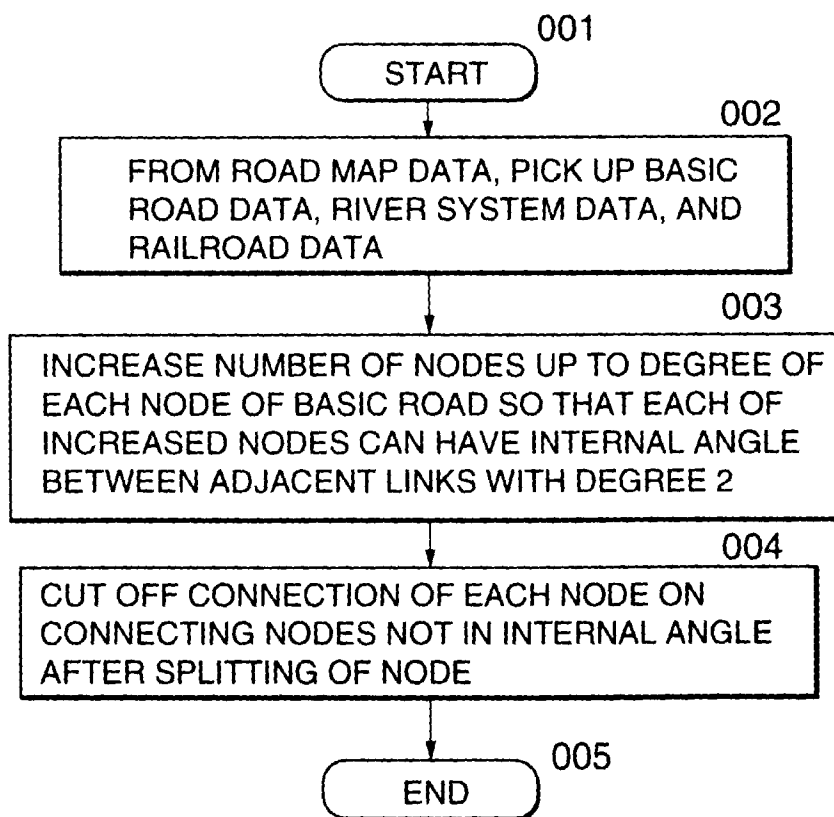 001
START
002
FROM ROAD MAP DATA, PICK UP BASIC
ROAD DATA, RIVER SYSTEM DATA, AND
RAILROAD DATA
003
INCREASE NUMBER OF NODES UP TO DEGREE OF
EACH NODE OF BASIC ROAD SO THAT EACH OF
INCREASED NODES CAN HAVE INTERNAL ANGLE
BETWEEN ADJACENT LINKS WITH DEGREE 2
004
CUT OFF CONNECTION OF EACH NODE ON
CONNECTING NODES NOT IN INTERNAL ANGLE
AFTER SPLITTING OF NODE
005
END